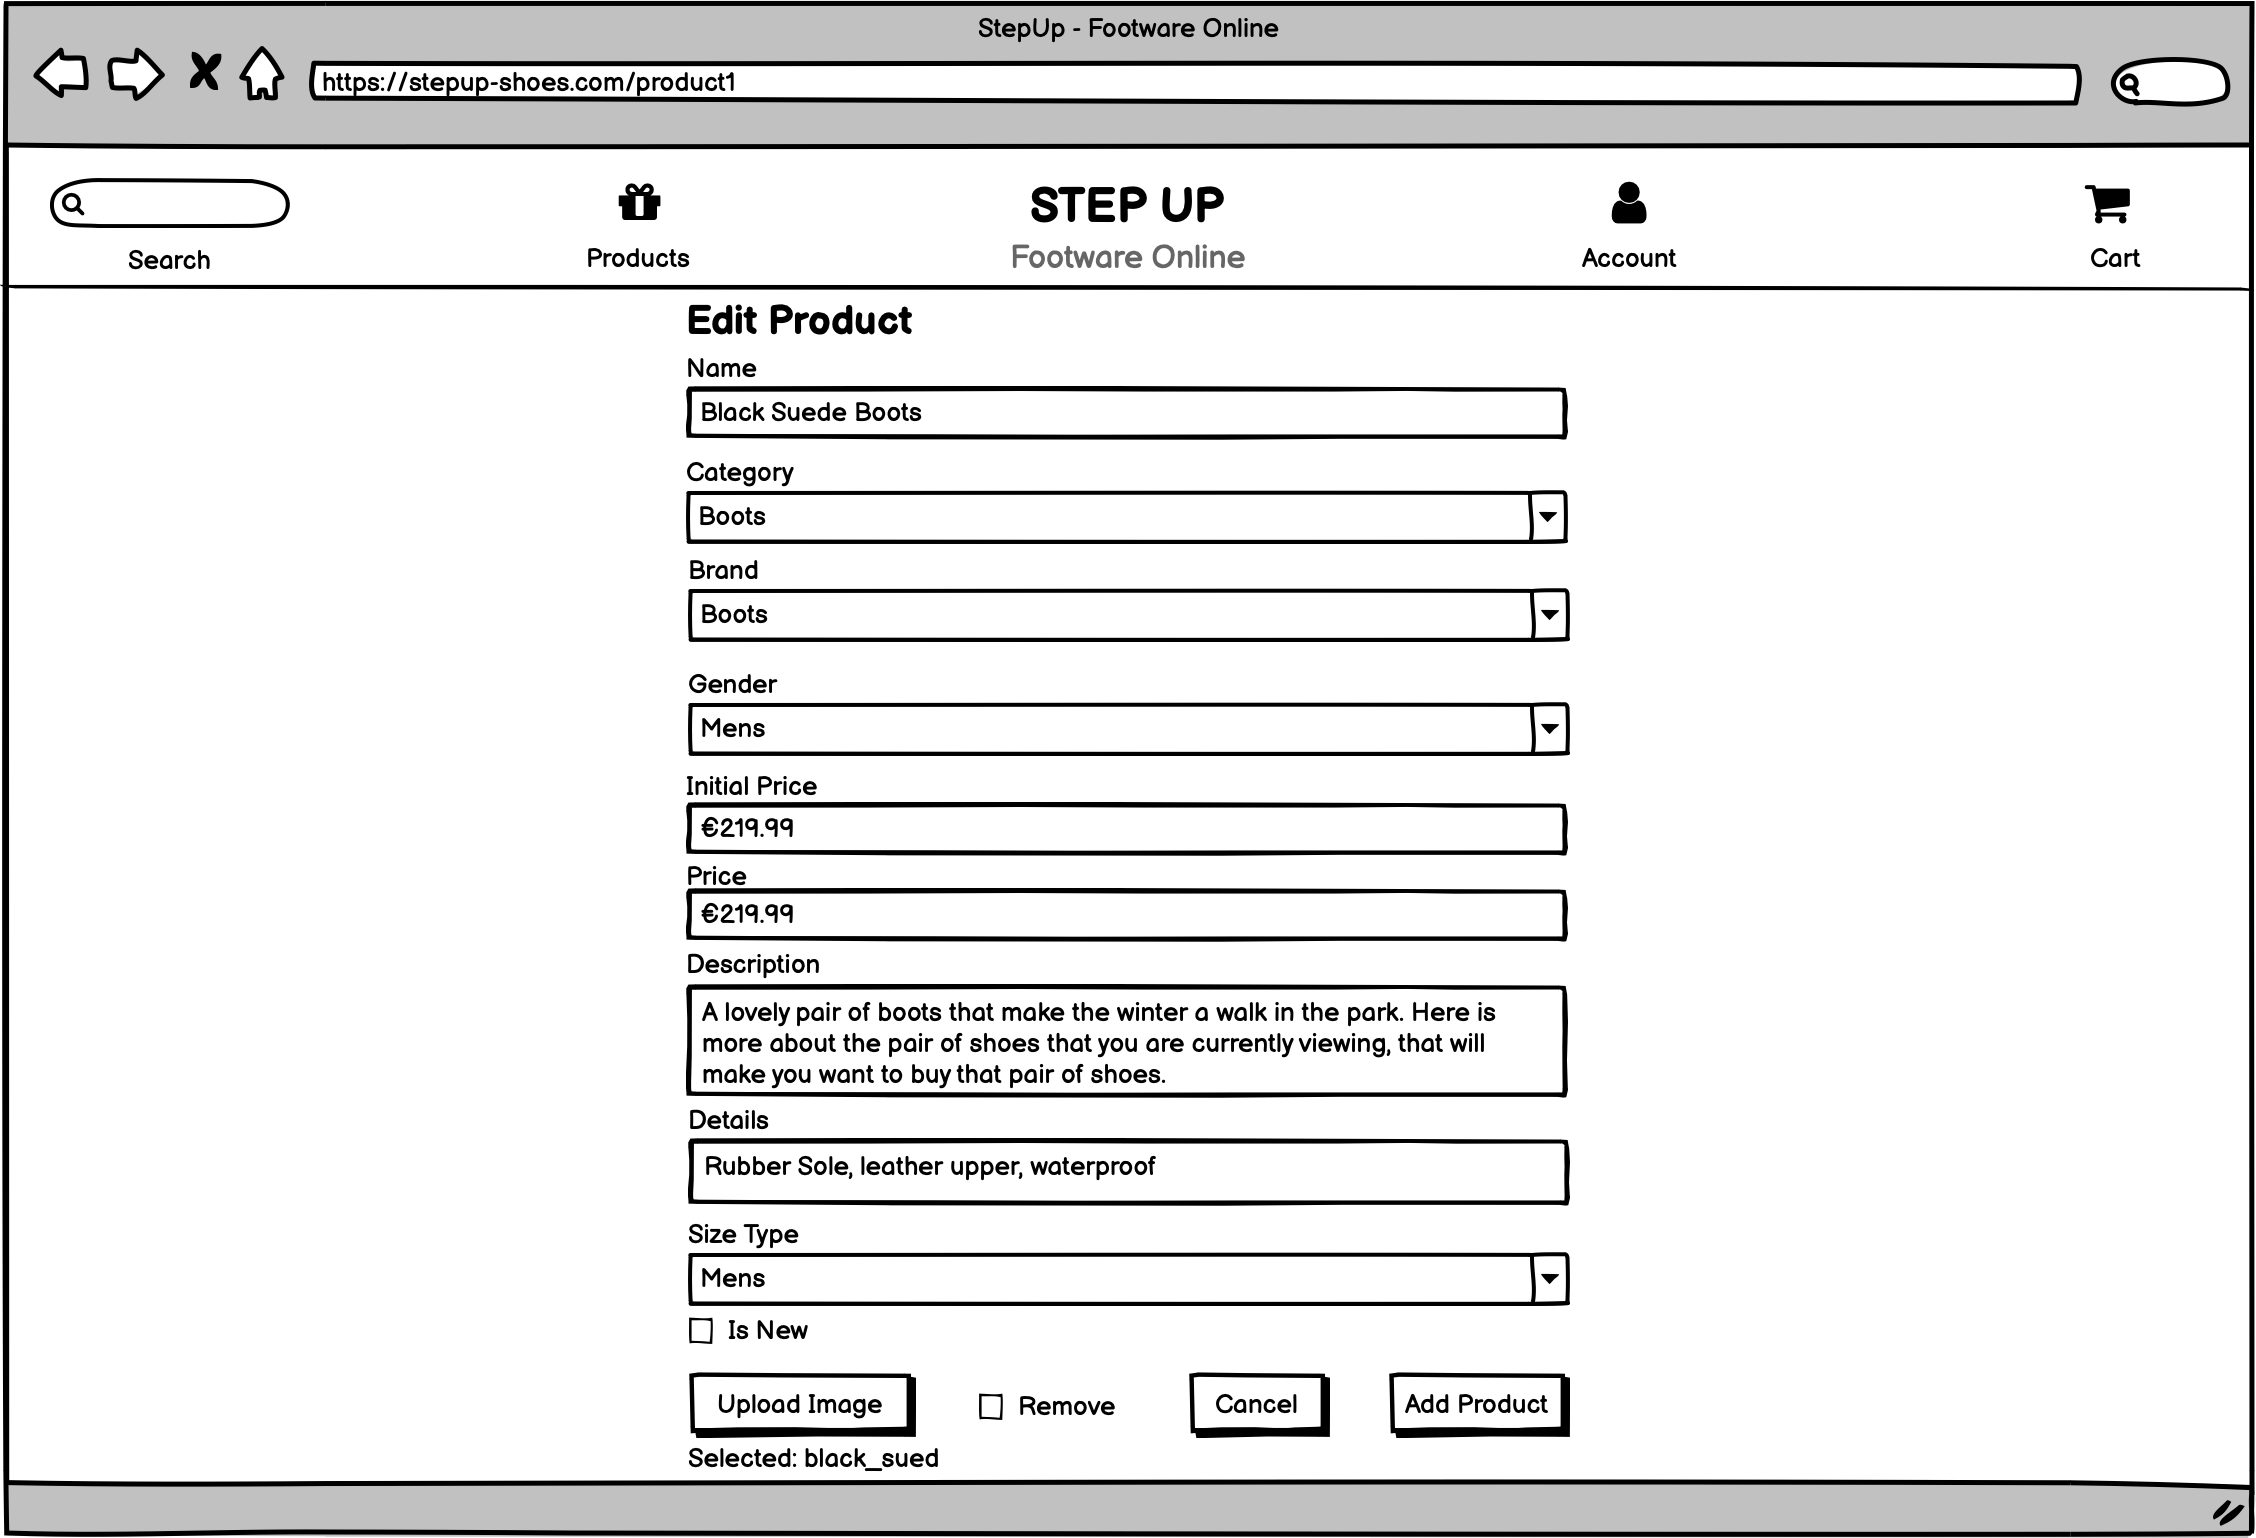 StepUp - Footware Online
https://stepup-shoes.com/product1
STEP UP
Search
Products
Footware Online
Account
Cart
Edit Product
Name
Black Suede Boots
Category
Boots
Brand
Boots
Gender
Mens
Initial Price
€219.99
Price
€219.99
Description
A lovely pair of boots that make the winter a walk in the park. Here is
more about the pair of shoes that you are currently viewing, that will
make you want to buy that pair of shoes.
Details
Rubber Sole, leather upper, waterproof
Size Type
Mens
Is New
Upload Image
Remove
Cancel
Add Product
Selected: black_sued